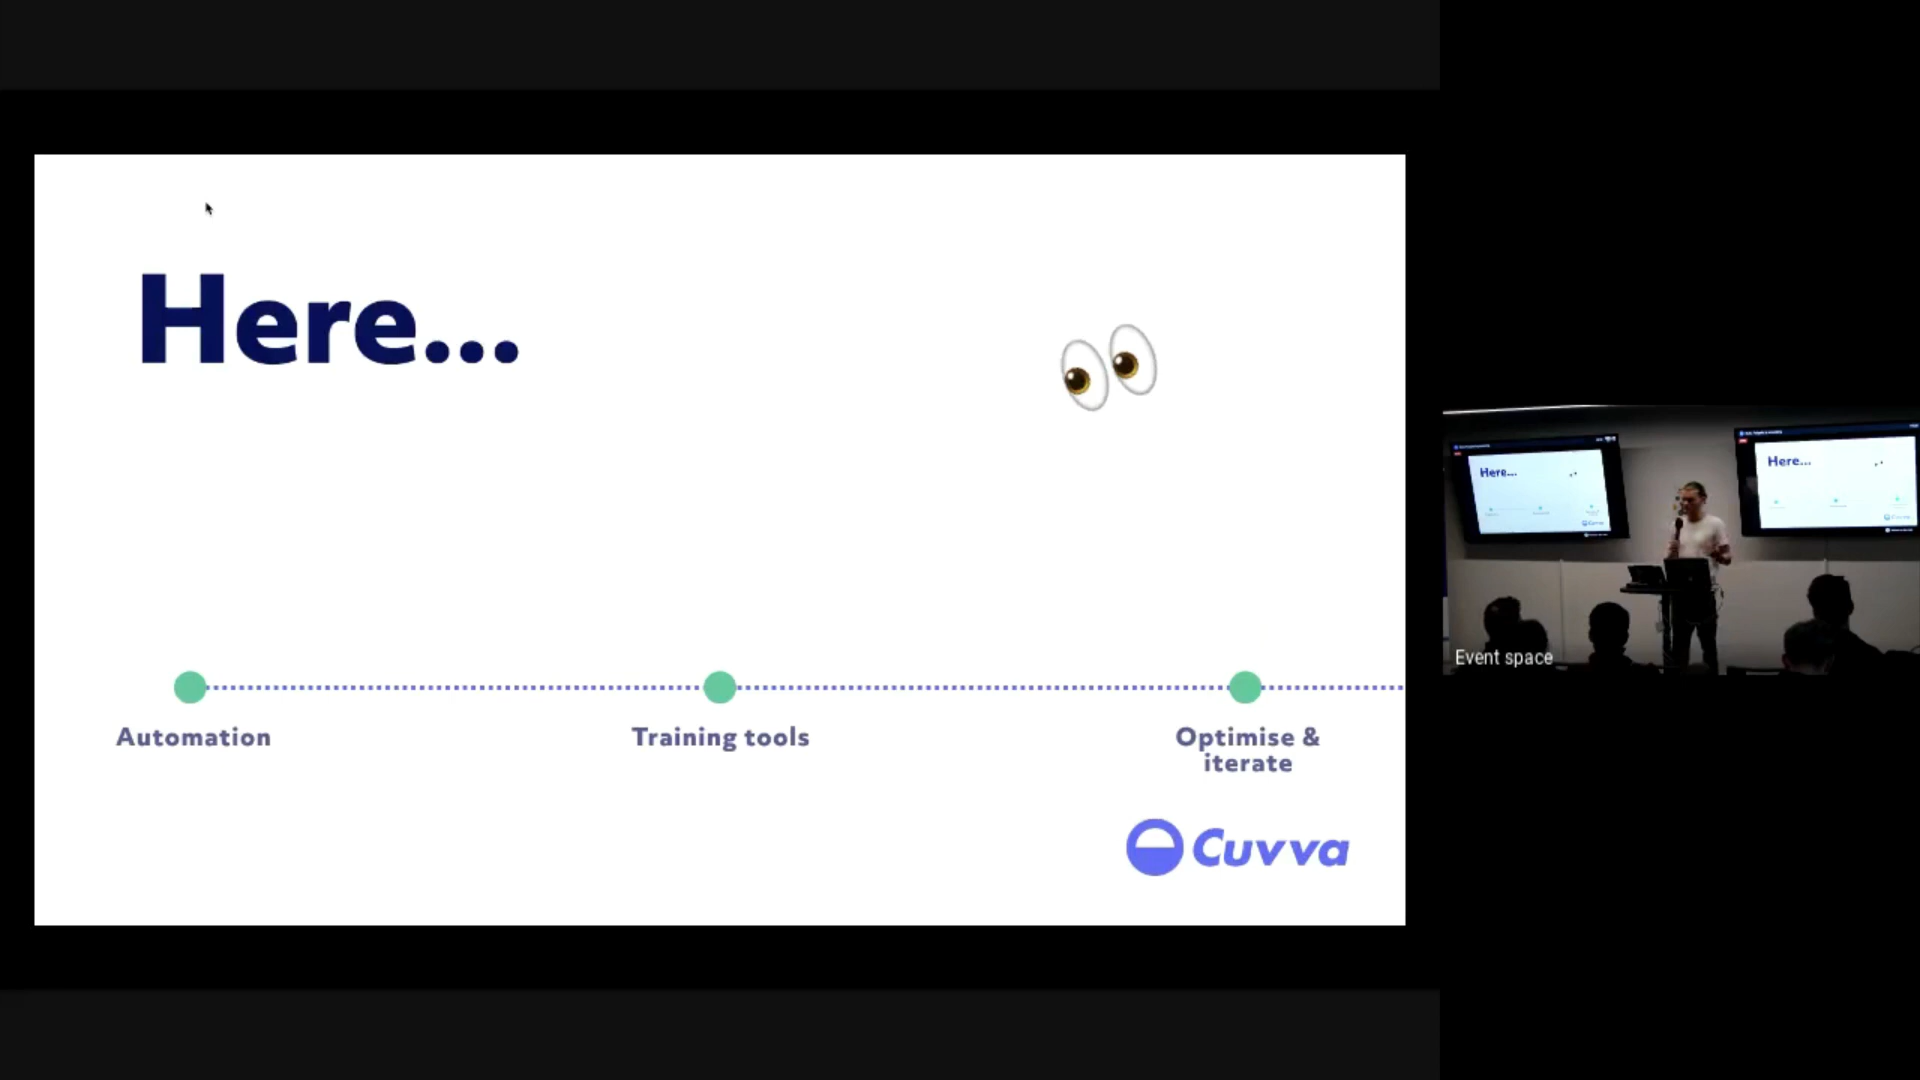 Here...
Automation
Training tools
Optimise &
iterate
Cuvva
Here...
Here...
Event space